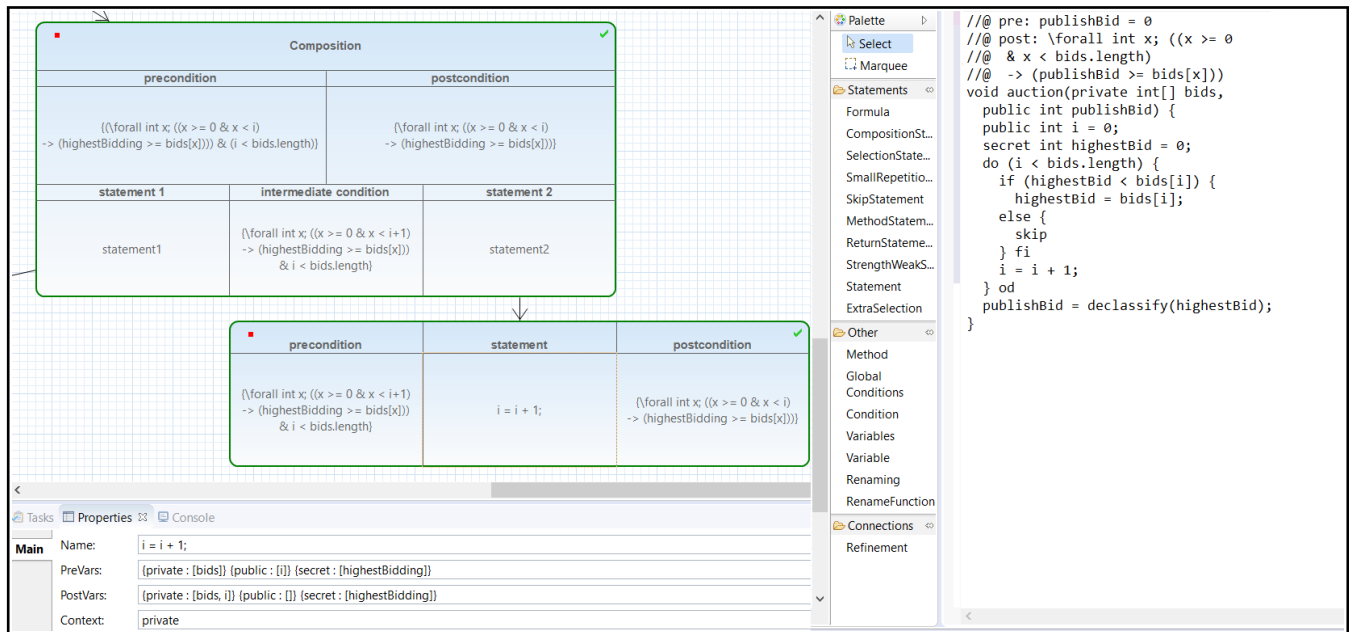 Composition
precondition
postcondition
{(\forall int x; ((x >= 0 & x < i)
-> (highestBidding >= bids[x]))) & (i < bids.length)}
{\forall int x; ((x >= 0 & x < i)
-> (highestBidding >= bids[x]))}
statement 1
intermediate condition
statement 2
statement1
{\forall int x; ((x >= 0 & x < i+1)
-> (highestBidding >= bids[x]))
& i < bids.length}
statement2
precondition
statement
postcondition
{\forall int x; ((x >= 0 & x < i+1)
-> (highestBidding >= bids[x]))
& i < bids.length}
i = i + 1;
{\forall int x; ((x >= 0 & x < i)
-> (highestBidding >= bids[x]))}
Tasks Properties Console
Main
Name: i = i + 1;
PreVars: {private : [bids]} {public : [i]} {secret : [highestBidding]}
PostVars: {private : [bids, i]} {public : []} {secret : [highestBidding]}
Context: private
Palette
Select
Marquee
Statements
Formula
CompositionSt...
SelectionState...
SmallRepetitio...
SkipStatement
MethodStatem...
ReturnStateme...
StrengthWeakS...
Statement
ExtraSelection
Other
Method
Global
Conditions
Condition
Variables
Variable
Renaming
RenameFunction
Connections
Refinement
//@ pre: publishBid = 0
//@ post: \forall int x; ((x >= 0
//@  & x < bids.length)
//@  -> (publishBid >= bids[x]))
void auction(private int[] bids,
  public int publishBid) {
  public int i = 0;
  secret int highestBid = 0;
  do (i < bids.length) {
    if (highestBid < bids[i]) {
      highestBid = bids[i];
    else {
      skip
    } fi
    i = i + 1;
  } od
  publishBid = declassify(highestBid);
}